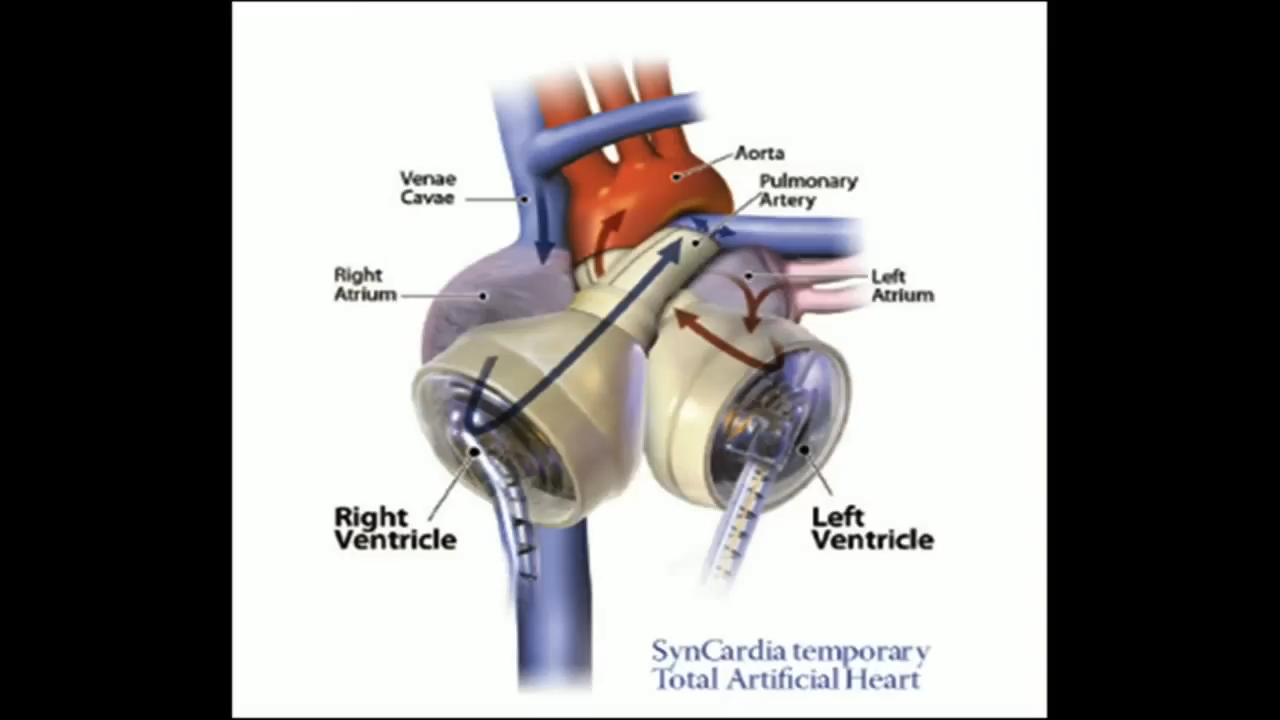 Aorta
Venae
Cavae
Pulmonary
Artery
Right
Atrium
Left
Atrium
Right
Ventricle
Left
Ventricle
SynCardia temporary
Total Artificial Heart